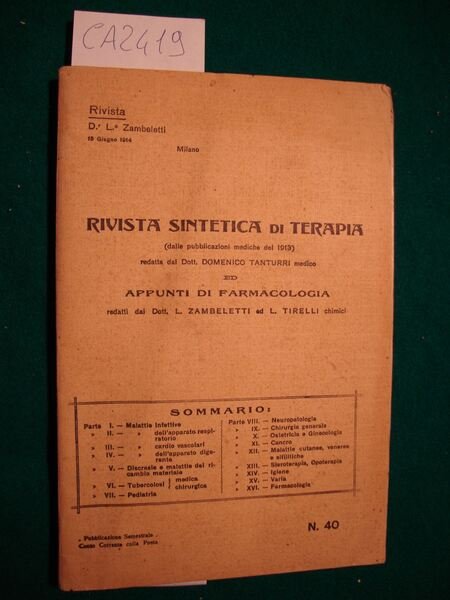 CA2419
Rivista
D.r L.o Zambeletti
15 Giugno 1914
Milano
RIVISTA SINTETICA DI TERAPIA
(dalle pubblicazioni mediche del 1913)
redatta dal Dott. DOMENICO TANTURRI medico
ED
APPUNTI DI FARMACOLOGIA
redatti dai Dott. L. ZAMBELETTI ed L. TIRELLI chimici
SOMMARIO:
Parte I. — Malattie infettive
» II. — » dell'apparato respiratorio
» III. — » cardio vascolari
» IV. — » dell'apparato digerente
» V. — Discrasie e malattie del ricambio materiale
» VI. — Tubercolosi { medica chirurgica
» VII. — Pediatria
Parte VIII. — Neuropatologia
» IX. — Chirurgia generale
» X. — Ostetricia e Ginecologia
» XI. — Cancro
» XII. — Malattie cutanee, veneree e sifilitiche
» XIII. — Sieroterapia, Opoterapia
» XIV. — Igiene
» XV. — Varia
» XVI. — Farmacologia
N. 40
Pubblicazione Semestrale
Conto Corrente colla Posta